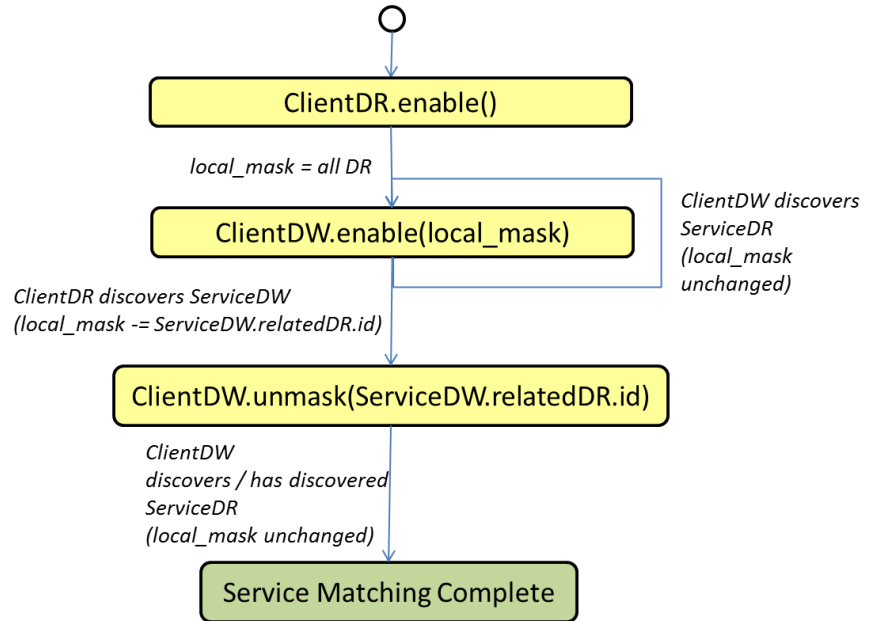 ClientDR.enable()
local_mask = all DR
ClientDW.enable(local_mask)
ClientDW discovers
ServiceDR
(local_mask
unchanged)
ClientDR discovers ServiceDW
(local_mask -= ServiceDW.relatedDR.id)
ClientDW.unmask(ServiceDW.relatedDR.id)
ClientDW
discovers / has discovered
ServiceDR
(local_mask unchanged)
Service Matching Complete